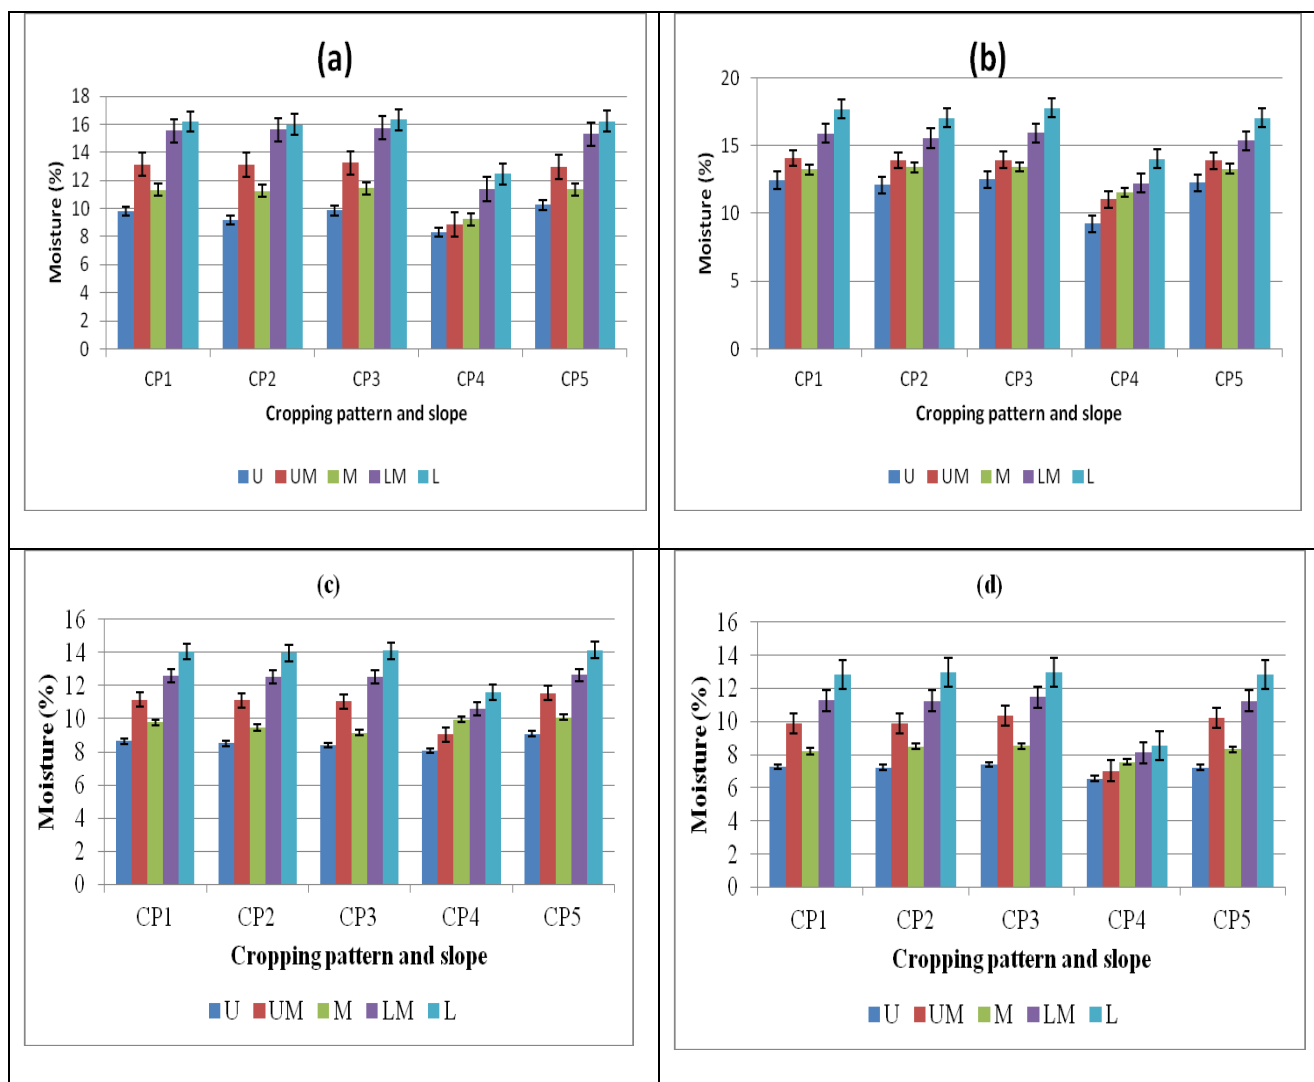 (a)
Moisture (%)
18
16
14
12
10
8
6
4
2
0
CP1 CP2 CP3 CP4 CP5
Cropping pattern and slope
U UM M LM L
(b)
Moisture (%)
20
15
10
5
0
CP1 CP2 CP3 CP4 CP5
Cropping pattern and slope
U UM M LM L
(c)
Moisture (%)
16
14
12
10
8
6
4
2
0
CP1 CP2 CP3 CP4 CP5
Cropping pattern and slope
U UM M LM L
(d)
Moisture (%)
16
14
12
10
8
6
4
2
0
CP1 CP2 CP3 CP4 CP5
Cropping pattern and slope
U UM M LM L